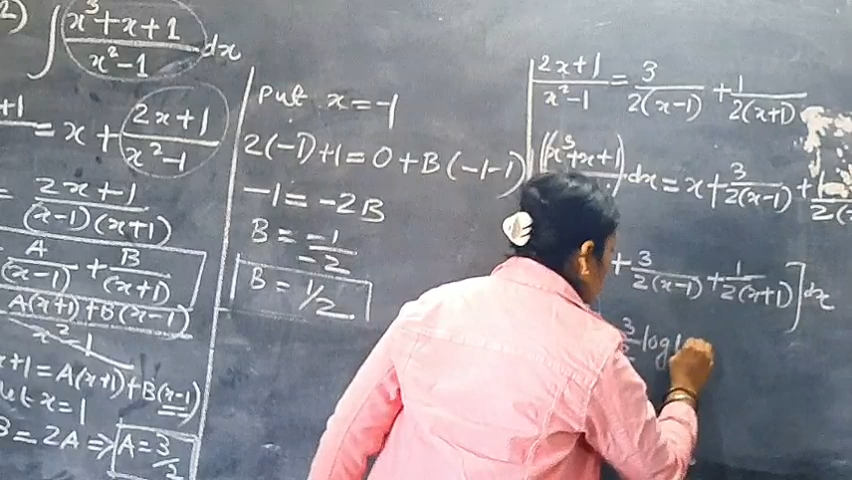 2) ∫ x³+x+1 / x²-1 dx
+1 = x + 2x+1 / x²-1
= 2x+1 / (x-1)(x+1)
= A/(x-1) + B/(x+1)
A(x+1)+B(x-1) / x²-1
x+1 = A(x+1)+B(x-1)
x=1
3 = 2A ⇒ A = 3/2
Put x = -1
2(-1)+1 = 0+B(-1-1)
-1 = -2B
B = -1/-2
B = 1/2
2x+1 / x²-1 = 3/2(x-1) + 1/2(x+1)
(x³+x+1) dx = x + 3/2(x-1) + 1/2(x
+ 3/2(x-1) + 1/2(x+1)] dx
3/2 log